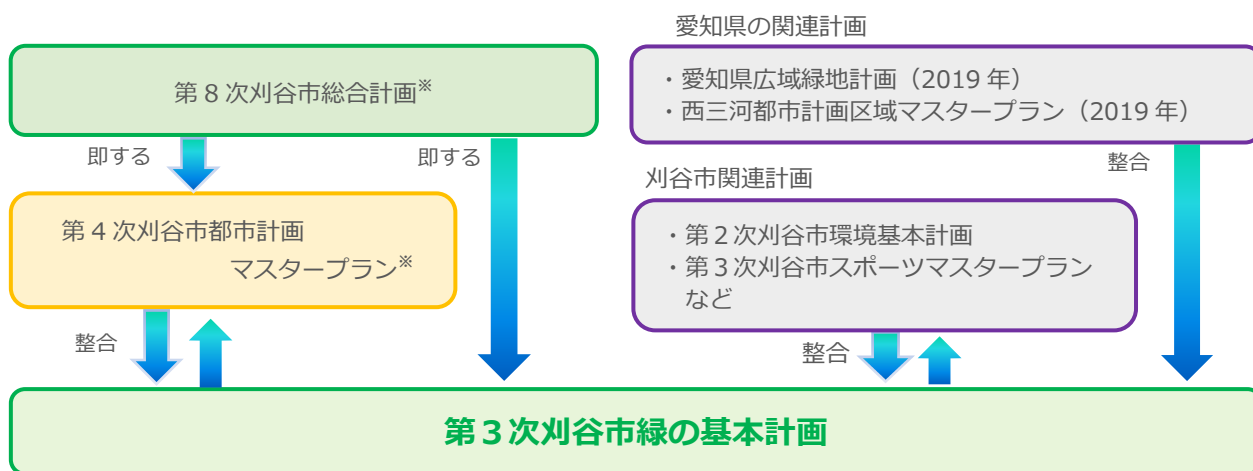 愛知県の関連計画
第8次刈谷市総合計画※
・愛知県広域緑地計画（2019 年）
・西三河都市計画区域マスタープラン（2019 年）
即する
即する
整合
刈谷市関連計画
第4次刈谷市都市計画
マスタープラン※
・第２次刈谷市環境基本計画
・第３次刈谷市スポーツマスタープラン
など
整合
整合
第３次刈谷市緑の基本計画